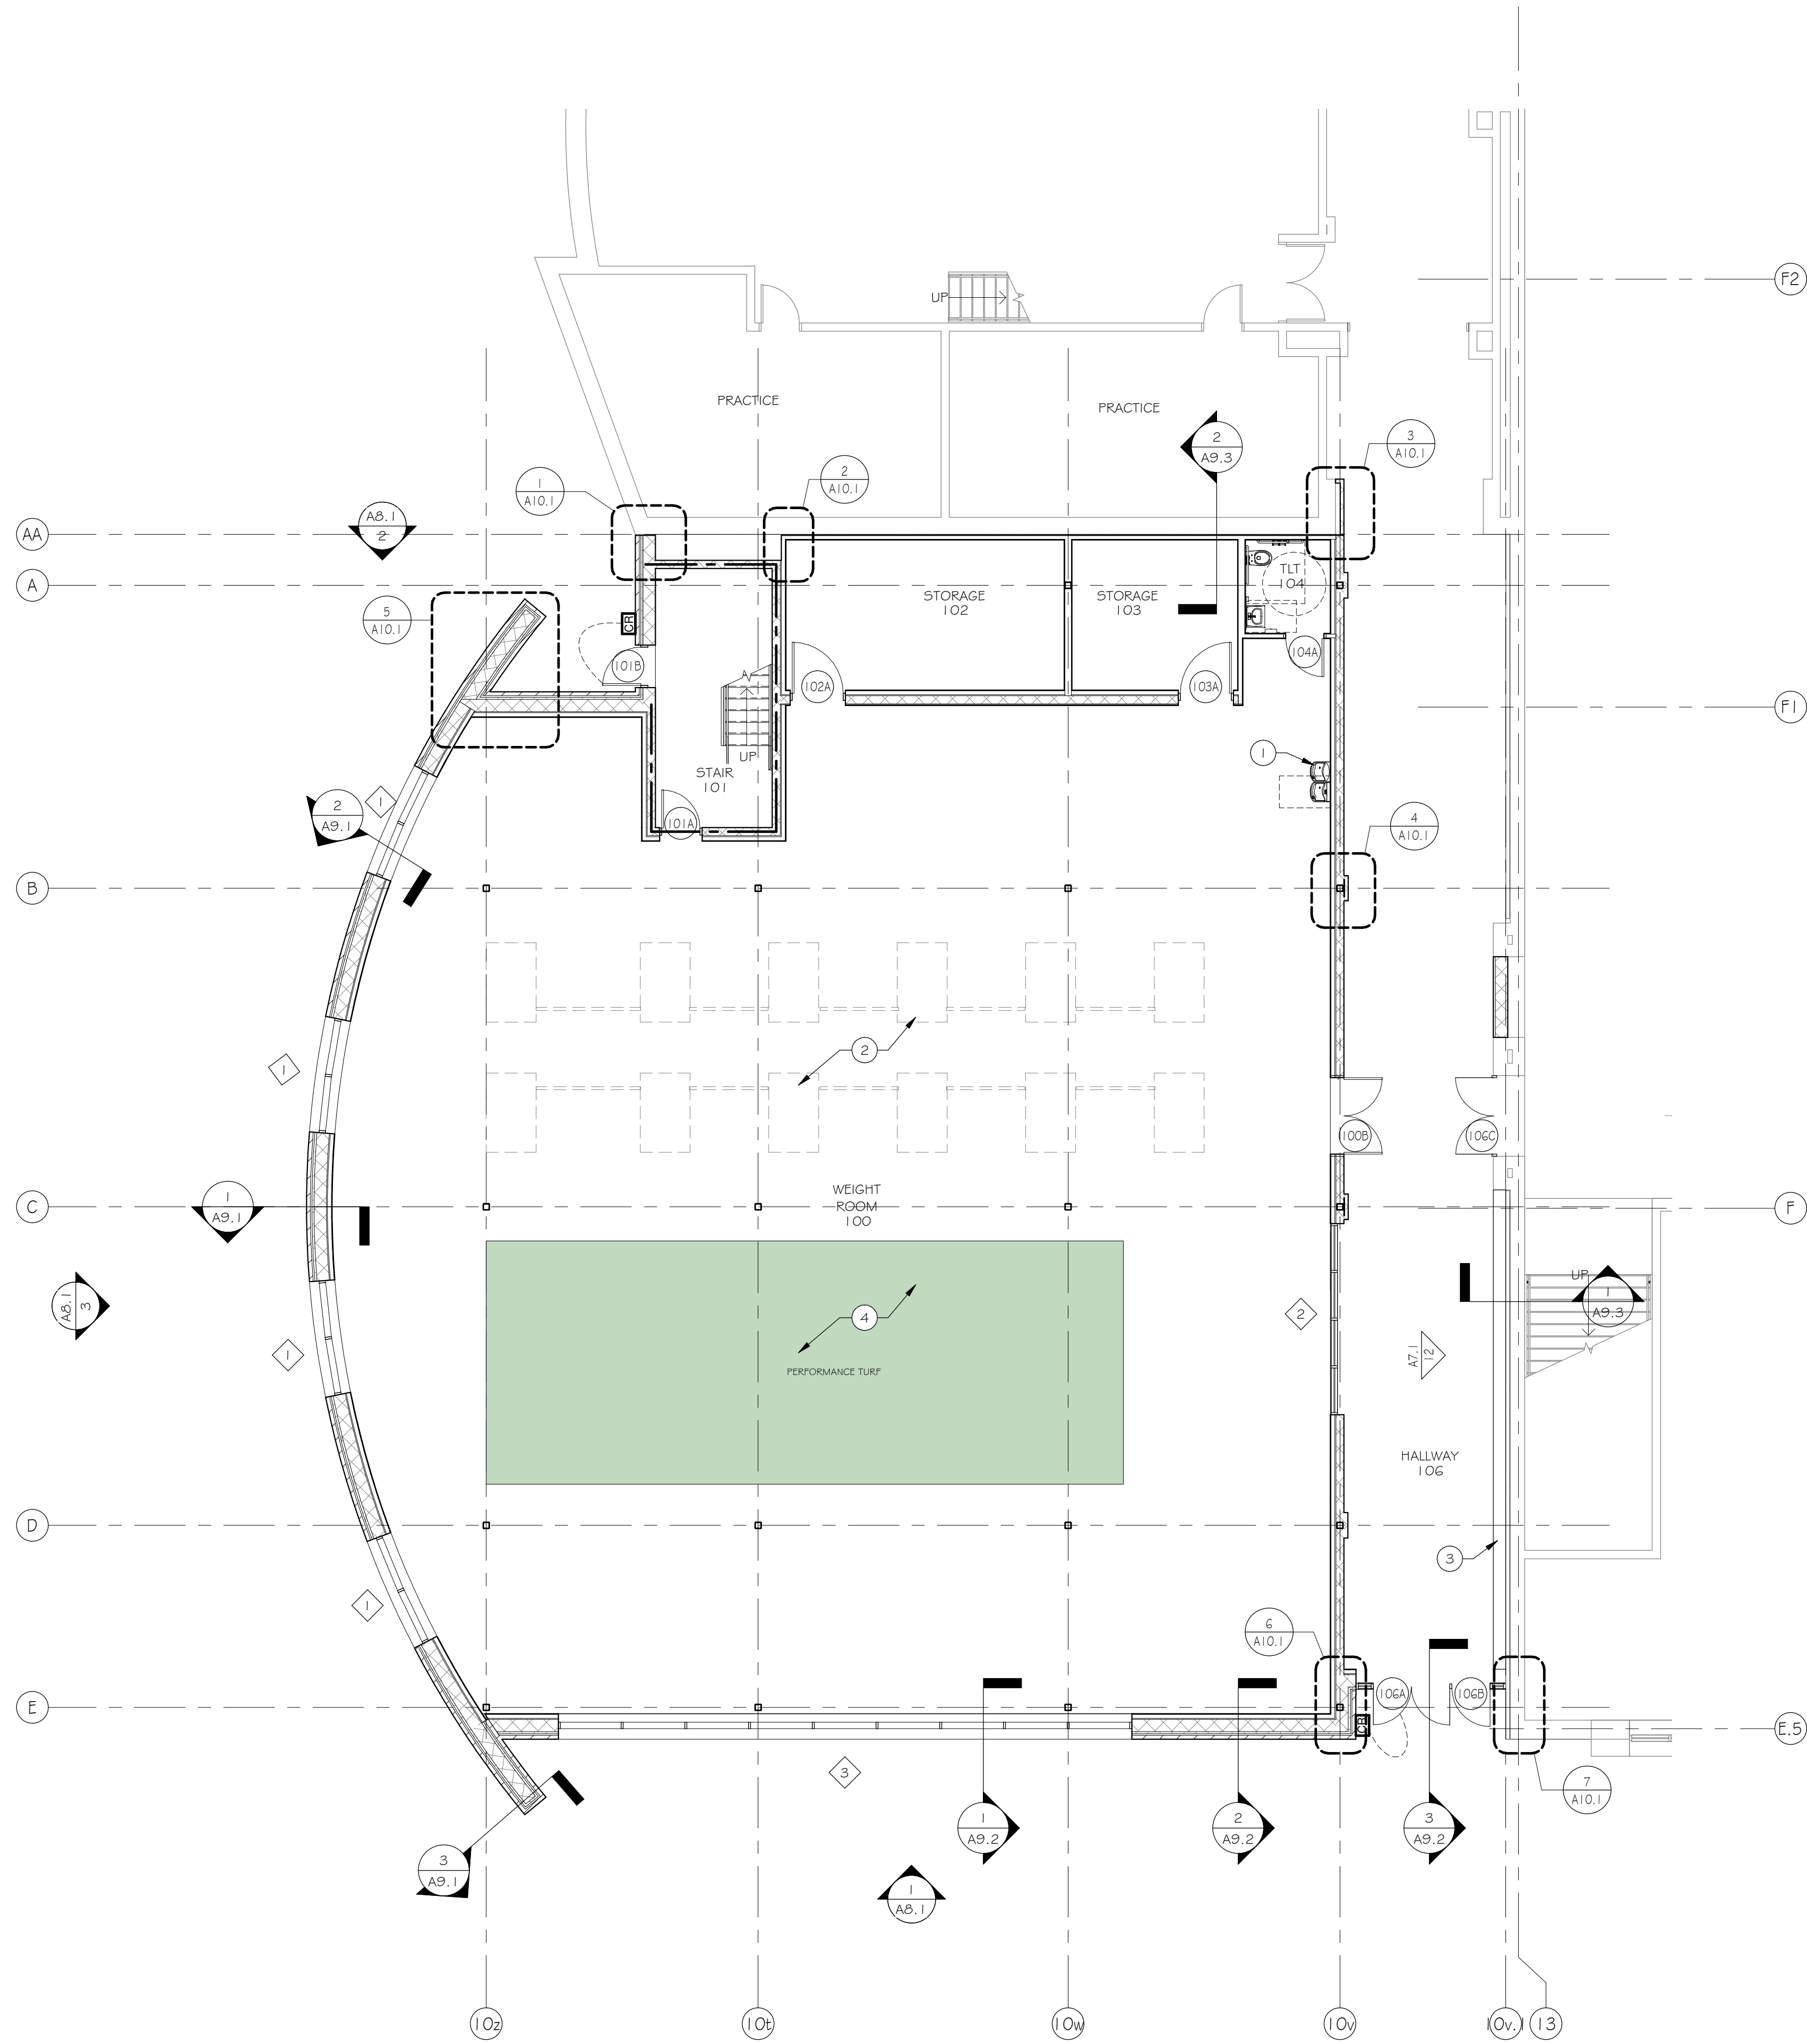 F2
UP
PRACTICE
PRACTICE
2
A9.3
3
A10.1
1
A10.1
2
A10.1
A8.1
2
AA
A
5
A10.1
CR
TLT
104
STORAGE
102
STORAGE
103
101B
104A
102A
103A
F1
UP
STAIR
101
1
101A
1
2
A9.1
4
A10.1
B
2
1
100B
106C
WEIGHT
ROOM
100
C
1
A9.1
F
UP
1
A9.3
A8.1
3
4
2
PERFORMANCE TURF
1
A7.1
12
HALLWAY
106
D
3
1
6
A10.1
106A
106B
E
CR
E.5
3
7
A10.1
1
A9.2
2
A9.2
3
A9.2
3
A9.1
1
A8.1
10z
10t
10w
10v
10v.1
13